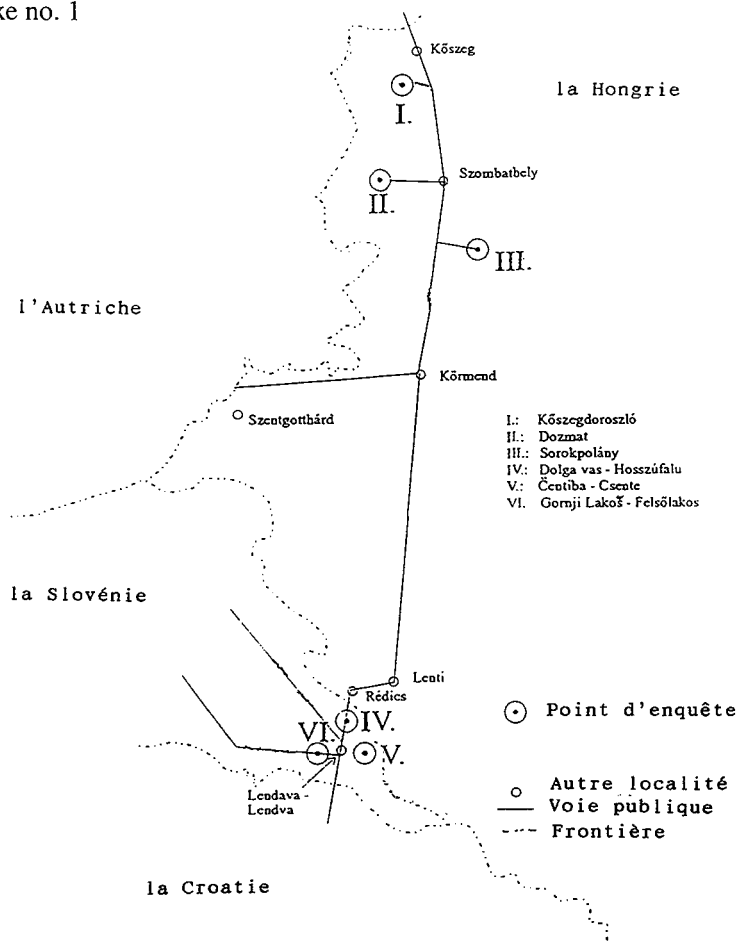 ke no. 1
Kőszeg
la Hongrie
I.
Szombathely
II.
III.
l'Autriche
Körmend
Szentgotthárd
I.: Kőszegdoroszló
II.: Dozmat
III.: Sorokpolány
IV.: Dolga vas - Hosszúfalu
V.: Čentiba - Csente
VI. Gornji Lakoš - Felsőlakos
la Slovénie
Lenti
Rédics
IV.
VI.
V.
Point d'enquête
Lendava -
Lendva
Autre localité
Voie publique
Frontière
la Croatie